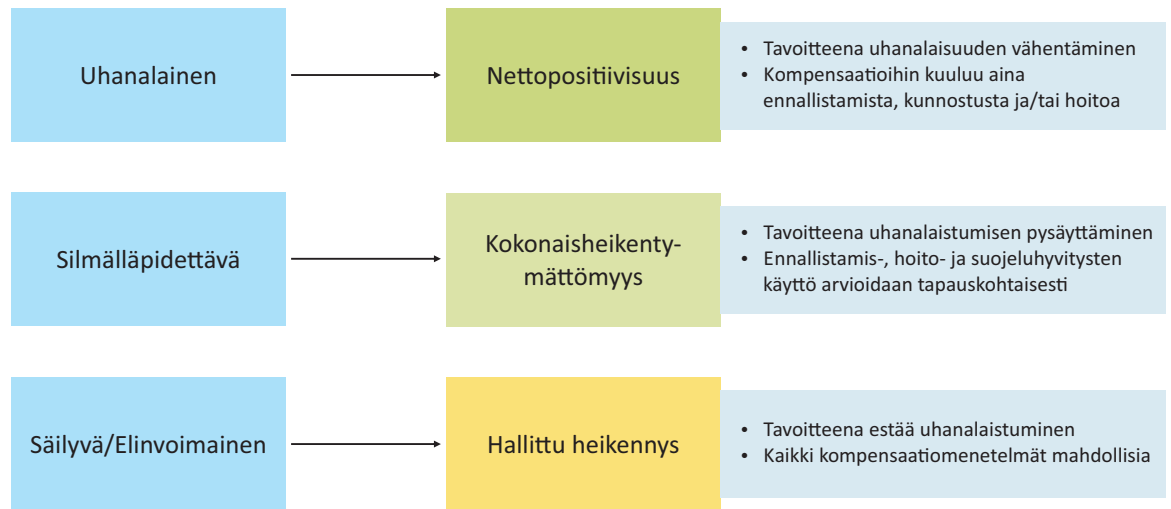 Uhanalainen
Nettopositiivisuus
• Tavoitteena uhanalaisuuden vähentäminen
• Kompensaatioihin kuuluu aina
ennallistamista, kunnostusta ja/tai hoitoa
Silmälläpidettävä
Kokonaisheikenty-
mättömyys
• Tavoitteena uhanalaistumisen pysäyttäminen
• Ennallistamis-, hoito- ja suojeluhyvitysten
käyttö arvioidaan tapauskohtaisesti
Säilyvä/Elinvoimainen
Hallittu heikennys
• Tavoitteena estää uhanalaistuminen
• Kaikki kompensaatiomenetelmät mahdollisia